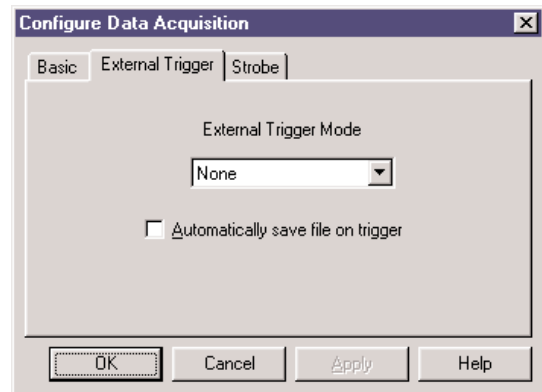 Configure Data Acquisition
Basic External Trigger Strobe
External Trigger Mode
None
Automatically save file on trigger
OK Cancel Apply Help